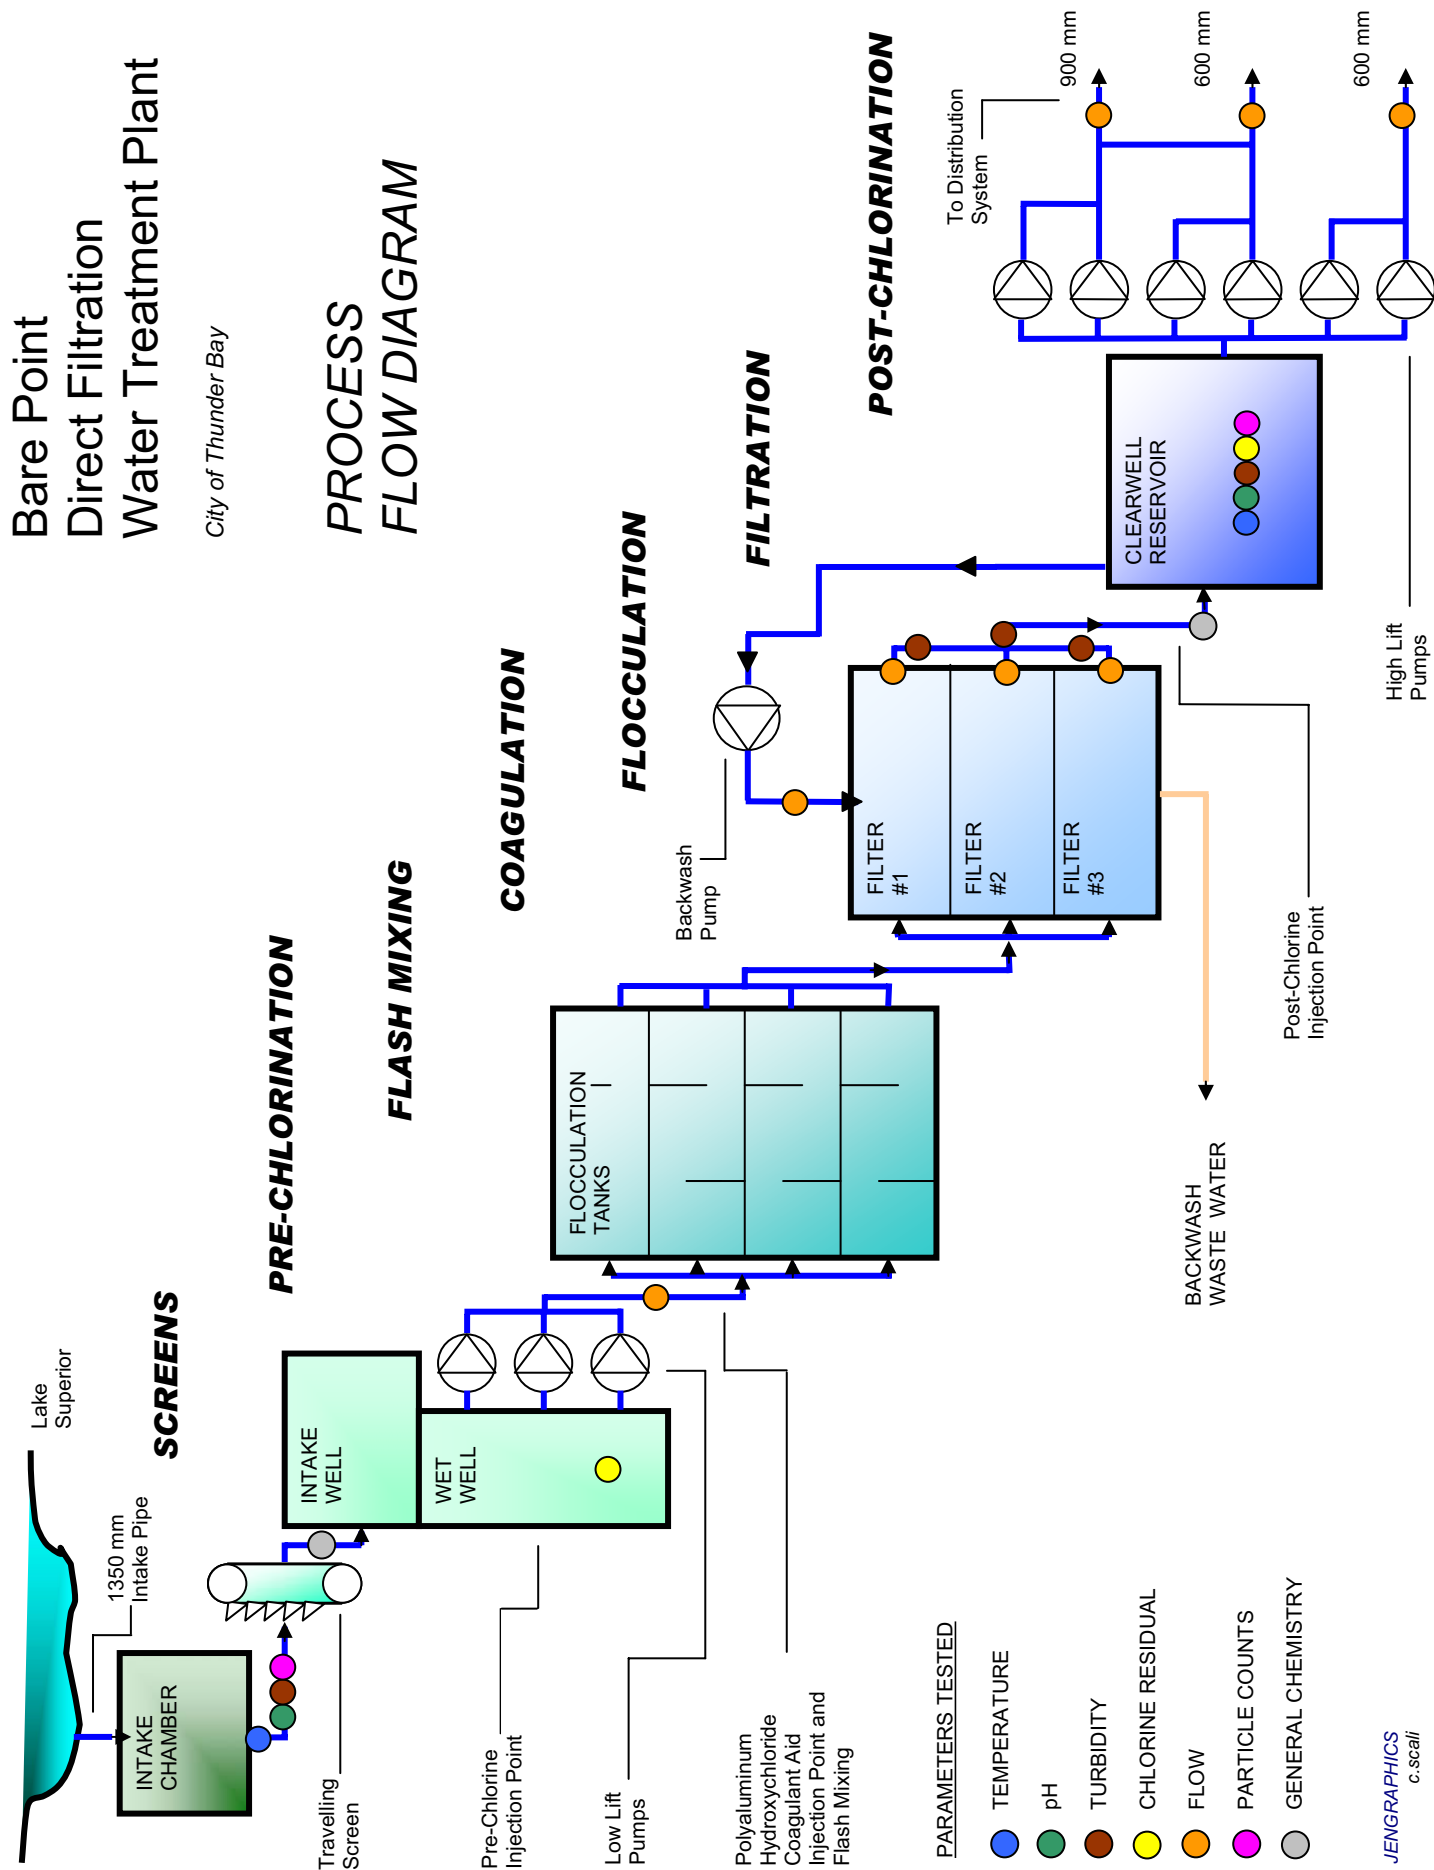 Bare Point
Direct Filtration
Water Treatment Plant
City of Thunder Bay
PROCESS
FLOW DIAGRAM
SCREENS
PRE-CHLORINATION
FLASH MIXING
COAGULATION
FLOCCULATION
FILTRATION
POST-CHLORINATION
Lake
Superior
1350 mm
Intake Pipe
INTAKE
CHAMBER
Travelling
Screen
INTAKE
WELL
WET
WELL
Pre-Chlorine
Injection Point
Low Lift
Pumps
Polyaluminum
Hydroxychloride
Coagulant Aid
Injection Point and
Flash Mixing
FLOCCULATION
TANKS
Backwash
Pump
FILTER
#1
FILTER
#2
FILTER
#3
BACKWASH
WASTE WATER
Post-Chlorine
Injection Point
CLEARWELL
RESERVOIR
High Lift
Pumps
To Distribution
System
900 mm
600 mm
600 mm
PARAMETERS TESTED
TEMPERATURE
pH
TURBIDITY
CHLORINE RESIDUAL
FLOW
PARTICLE COUNTS
GENERAL CHEMISTRY
JENGRAPHICS
c.scali